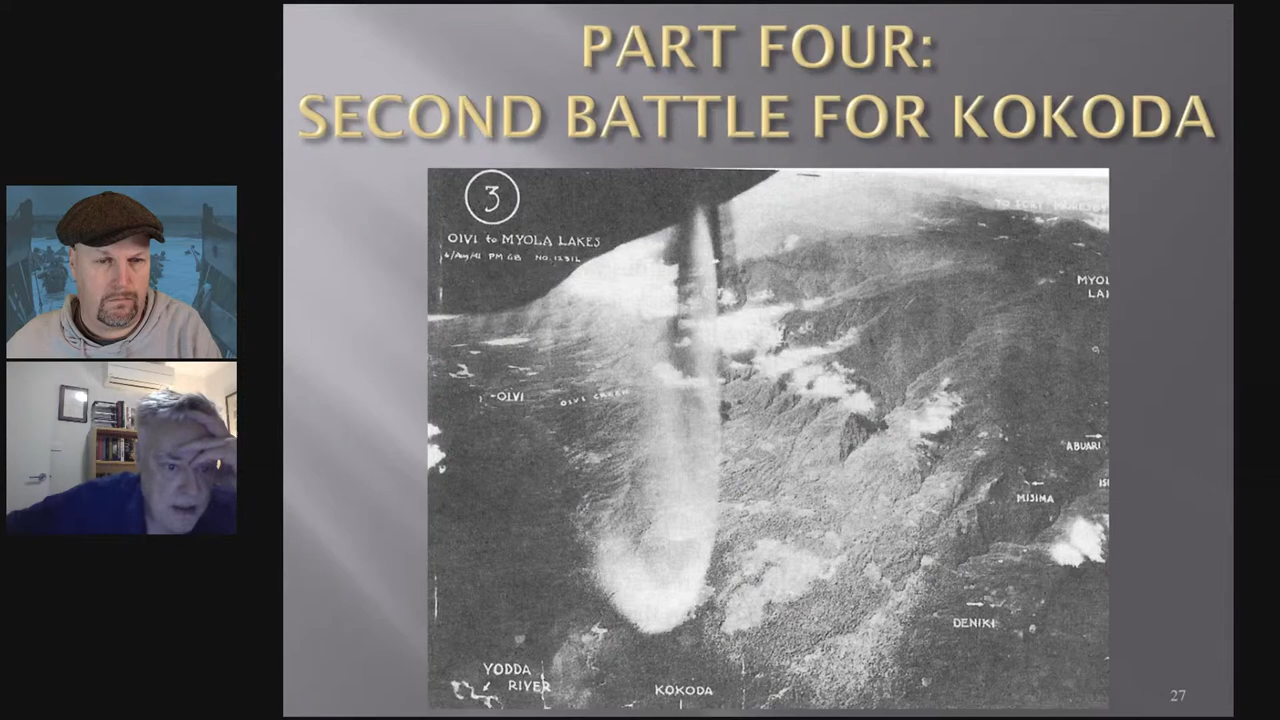 PART FOUR:
SECOND BATTLE FOR KOKODA
3
OIVI to MYOLA LAKES
MYOL
LAK
-OIVI
OIVI CREEK
ABUARI
MISIMA
DENIKI
YODDA
RIVER
KOKODA
27